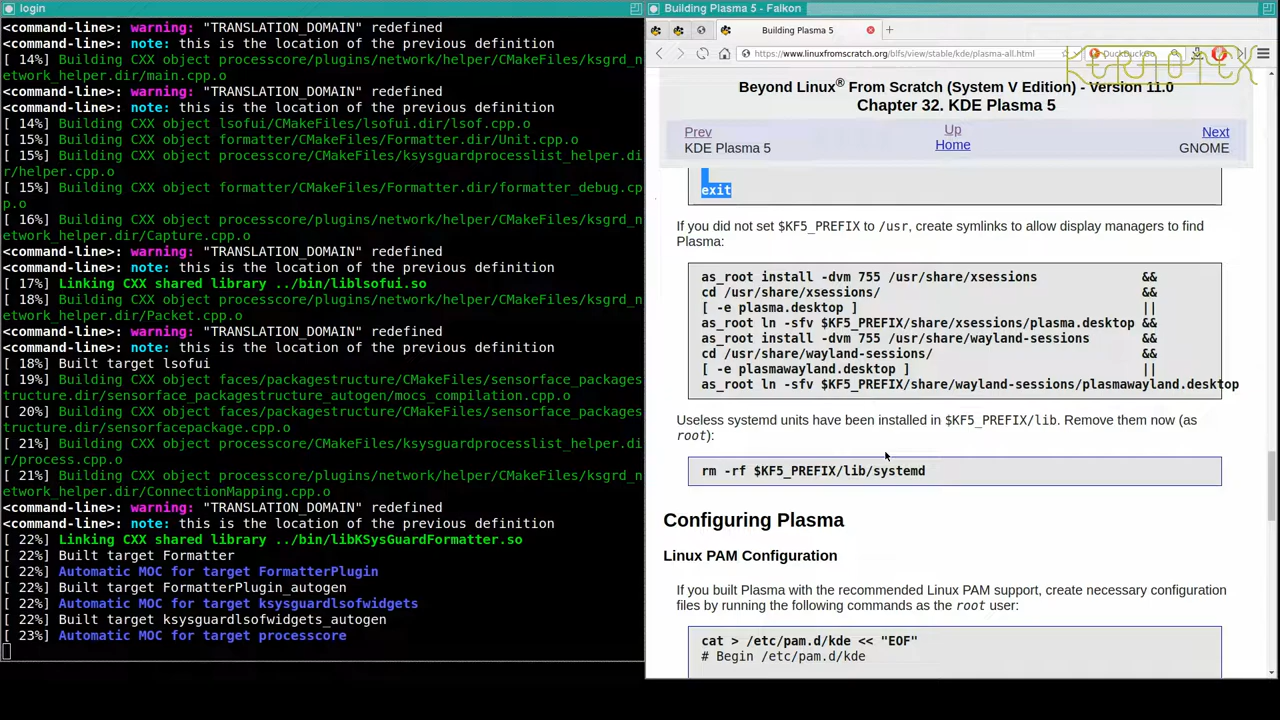 login
<command-line>: warning: "TRANSLATION_DOMAIN" redefined
<command-line>: note: this is the location of the previous definition
[ 14%] Building CXX object processcore/plugins/network/helper/CMakeFiles/ksgrd_n
etwork_helper.dir/main.cpp.o
<command-line>: warning: "TRANSLATION_DOMAIN" redefined
<command-line>: note: this is the location of the previous definition
[ 14%] Building CXX object lsofui/CMakeFiles/lsofui.dir/lsof.cpp.o
[ 15%] Building CXX object formatter/CMakeFiles/Formatter.dir/Unit.cpp.o
[ 15%] Building CXX object processcore/CMakeFiles/ksysguardprocesslist_helper.di
r/helper.cpp.o
[ 15%] Building CXX object formatter/CMakeFiles/Formatter.dir/formatter_debug.cp
p.o
[ 16%] Building CXX object processcore/plugins/network/helper/CMakeFiles/ksgrd_n
etwork_helper.dir/Capture.cpp.o
<command-line>: warning: "TRANSLATION_DOMAIN" redefined
<command-line>: note: this is the location of the previous definition
[ 17%] Linking CXX shared library ../bin/liblsofui.so
[ 18%] Building CXX object processcore/plugins/network/helper/CMakeFiles/ksgrd_n
etwork_helper.dir/Packet.cpp.o
<command-line>: warning: "TRANSLATION_DOMAIN" redefined
<command-line>: note: this is the location of the previous definition
[ 18%] Built target lsofui
[ 19%] Building CXX object faces/packagestructure/CMakeFiles/sensorface_packages
tructure.dir/sensorface_packagestructure_autogen/mocs_compilation.cpp.o
[ 20%] Building CXX object faces/packagestructure/CMakeFiles/sensorface_packages
tructure.dir/sensorfacepackage.cpp.o
[ 21%] Building CXX object processcore/CMakeFiles/ksysguardprocesslist_helper.di
r/process.cpp.o
[ 21%] Building CXX object processcore/plugins/network/helper/CMakeFiles/ksgrd_n
etwork_helper.dir/ConnectionMapping.cpp.o
<command-line>: warning: "TRANSLATION_DOMAIN" redefined
<command-line>: note: this is the location of the previous definition
[ 22%] Linking CXX shared library ../bin/libKSysGuardFormatter.so
[ 22%] Built target Formatter
[ 22%] Automatic MOC for target FormatterPlugin
[ 22%] Built target FormatterPlugin_autogen
[ 22%] Automatic MOC for target ksysguardlsofwidgets
[ 22%] Built target ksysguardlsofwidgets_autogen
[ 23%] Automatic MOC for target processcore
Building Plasma 5 - Falkon
Building Plasma 5
https://www.linuxfromscratch.org/blfs/view/stable/kde/plasma-all.html
DuckDuckGo
KERNOTEX
Beyond Linux® From Scratch (System V Edition) - Version 11.0
Chapter 32. KDE Plasma 5
Prev Up Next
KDE Plasma 5 Home GNOME
exit
If you did not set $KF5_PREFIX to /usr, create symlinks to allow display managers to find
Plasma:
as_root install -dvm 755 /usr/share/xsessions &&
cd /usr/share/xsessions/ &&
[ -e plasma.desktop ] ||
as_root ln -sfv $KF5_PREFIX/share/xsessions/plasma.desktop &&
as_root install -dvm 755 /usr/share/wayland-sessions &&
cd /usr/share/wayland-sessions/ &&
[ -e plasmawayland.desktop ] ||
as_root ln -sfv $KF5_PREFIX/share/wayland-sessions/plasmawayland.desktop
Useless systemd units have been installed in $KF5_PREFIX/lib. Remove them now (as
root):
rm -rf $KF5_PREFIX/lib/systemd
Configuring Plasma
Linux PAM Configuration
If you built Plasma with the recommended Linux PAM support, create necessary configuration
files by running the following commands as the root user:
cat > /etc/pam.d/kde << "EOF"
# Begin /etc/pam.d/kde